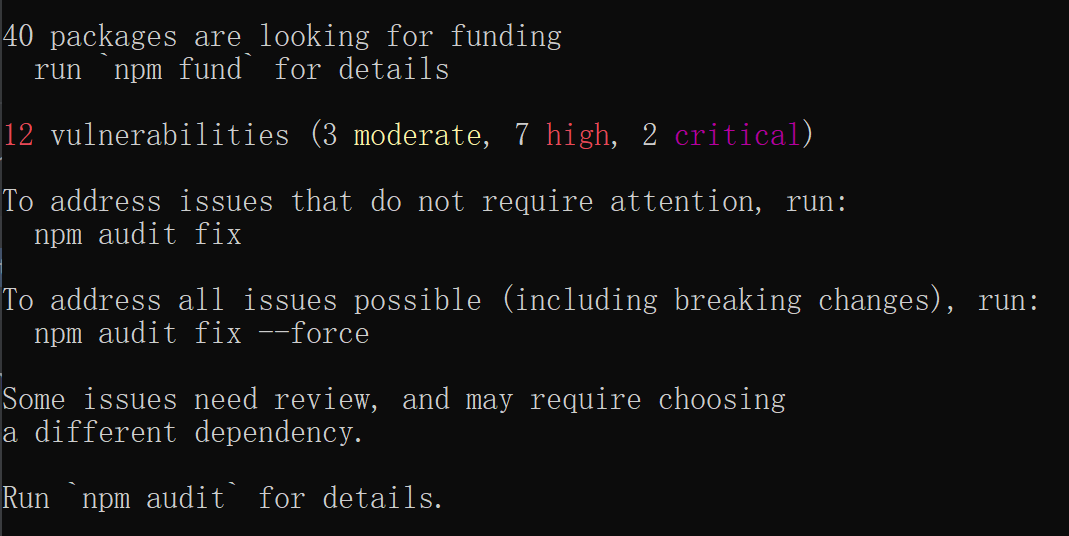 40 packages are looking for funding
  run `npm fund` for details
12 vulnerabilities (3 moderate, 7 high, 2 critical)
To address issues that do not require attention, run:
  npm audit fix
To address all issues possible (including breaking changes), run:
  npm audit fix --force
Some issues need review, and may require choosing
a different dependency.
Run `npm audit` for details.